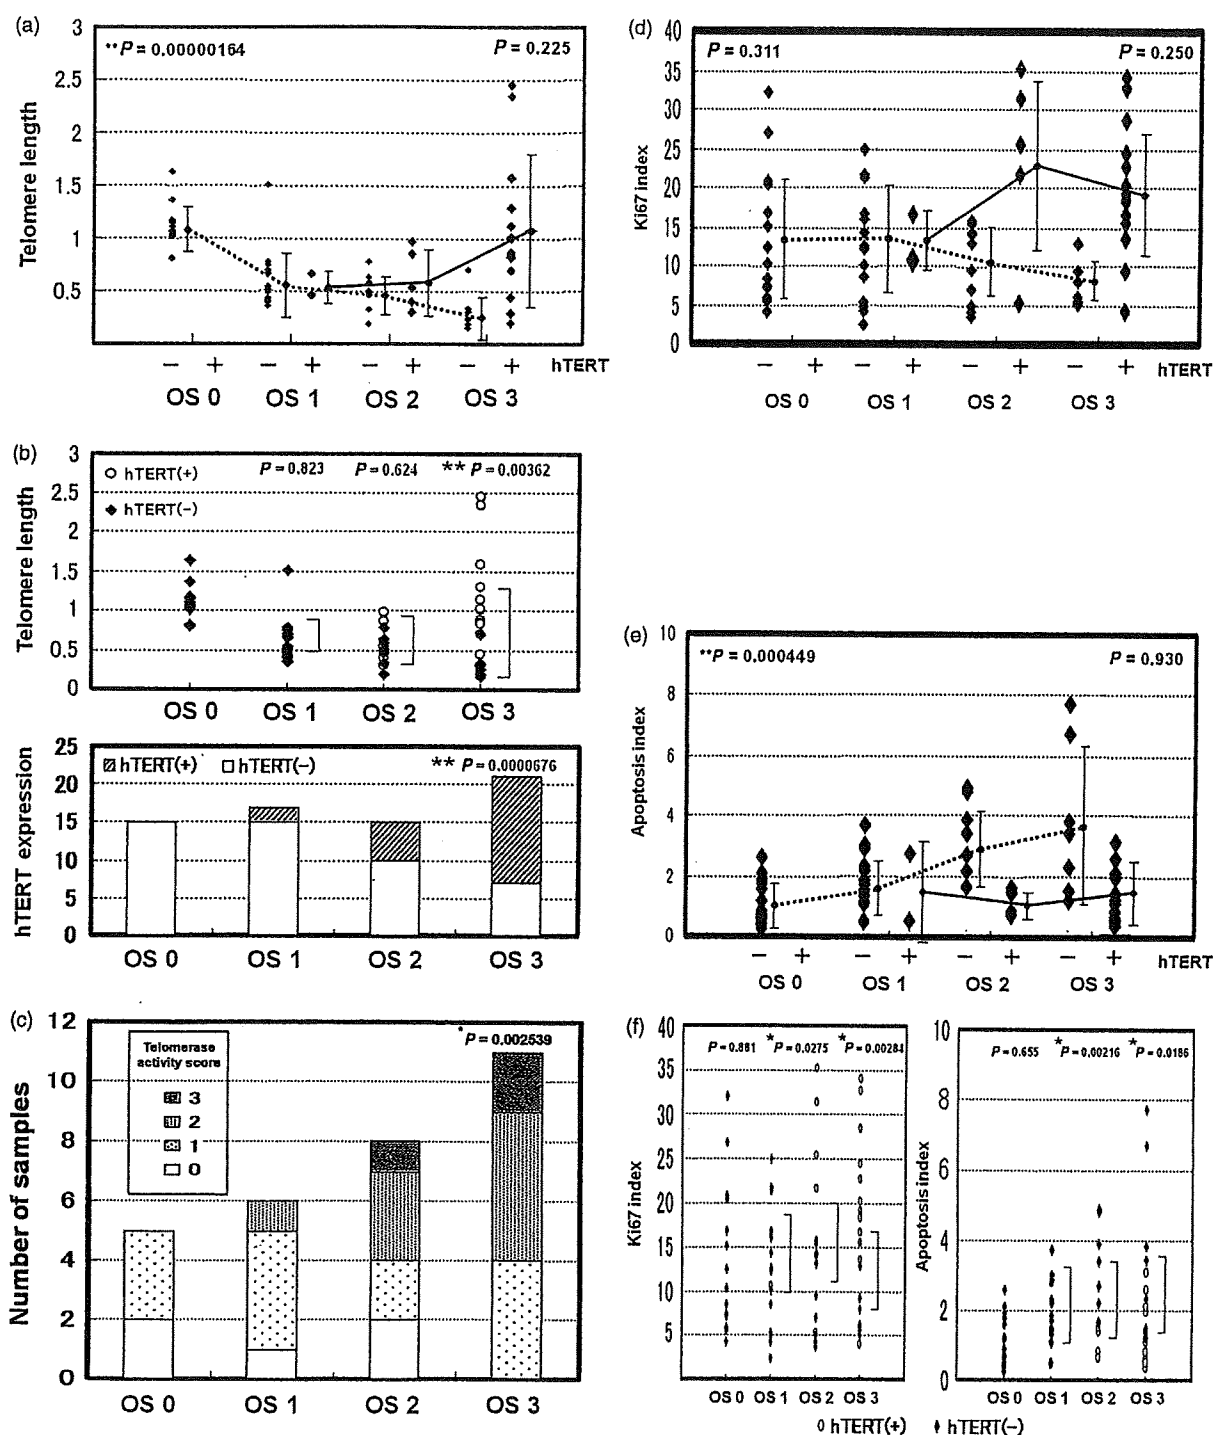 (a)
**P = 0.00000164
P = 0.225
Telomere length
3
2.5
2
1.5
1
0.5
− + − + − + − + hTERT
OS 0 OS 1 OS 2 OS 3
(b)
Telomere length
3
2.5
2
1.5
1
0.5
0
hTERT(+)
hTERT(−)
P = 0.823 P = 0.624 ** P = 0.00362
OS 0 OS 1 OS 2 OS 3
hTERT expression
25
20
15
10
5
0
hTERT(+) hTERT(−)
** P = 0.0000676
OS 0 OS 1 OS 2 OS 3
(c)
Number of samples
12
10
8
6
4
2
0
Telomerase
activity score
3
2
1
0
*P = 0.002539
OS 0 OS 1 OS 2 OS 3
(d)
P = 0.311
P = 0.250
Ki67 index
40
35
30
25
20
15
10
5
0
− + − + − + − + hTERT
OS 0 OS 1 OS 2 OS 3
(e)
**P = 0.000449
P = 0.930
Apoptosis index
10
8
6
4
2
0
− + − + − + − + hTERT
OS 0 OS 1 OS 2 OS 3
(f)
Ki67 index
40
35
30
25
20
15
10
5
P = 0.881 *P = 0.0275 *P = 0.00284
OS 0 OS 1 OS 2 OS 3
Apoptosis index
10
8
6
4
2
0
P = 0.655 *P = 0.00216 *P = 0.0186
OS 0 OS 1 OS 2 OS 3
hTERT(+) hTERT(−)